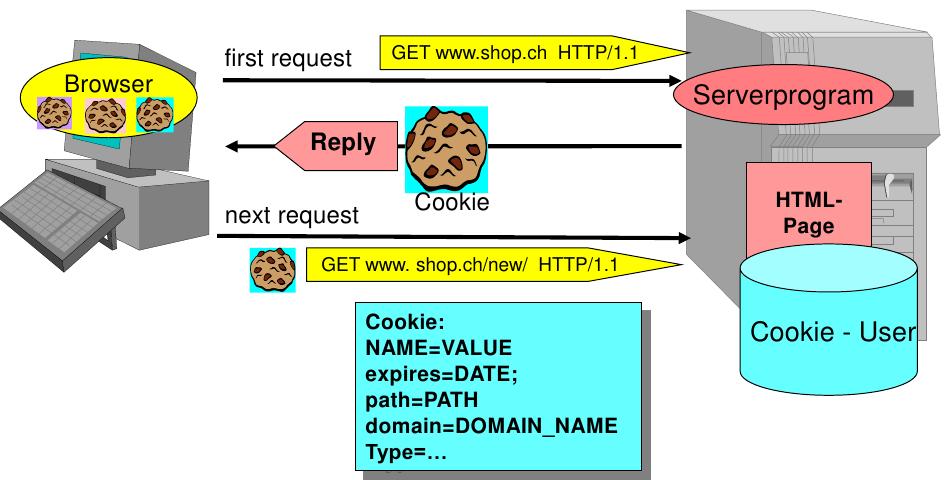 first request
GET www.shop.ch HTTP/1.1
Browser
Serverprogram
Reply
Cookie
HTML-
Page
next request
GET www. shop.ch/new/ HTTP/1.1
Cookie - User
Cookie:
NAME=VALUE
expires=DATE;
path=PATH
domain=DOMAIN_NAME
Type=...